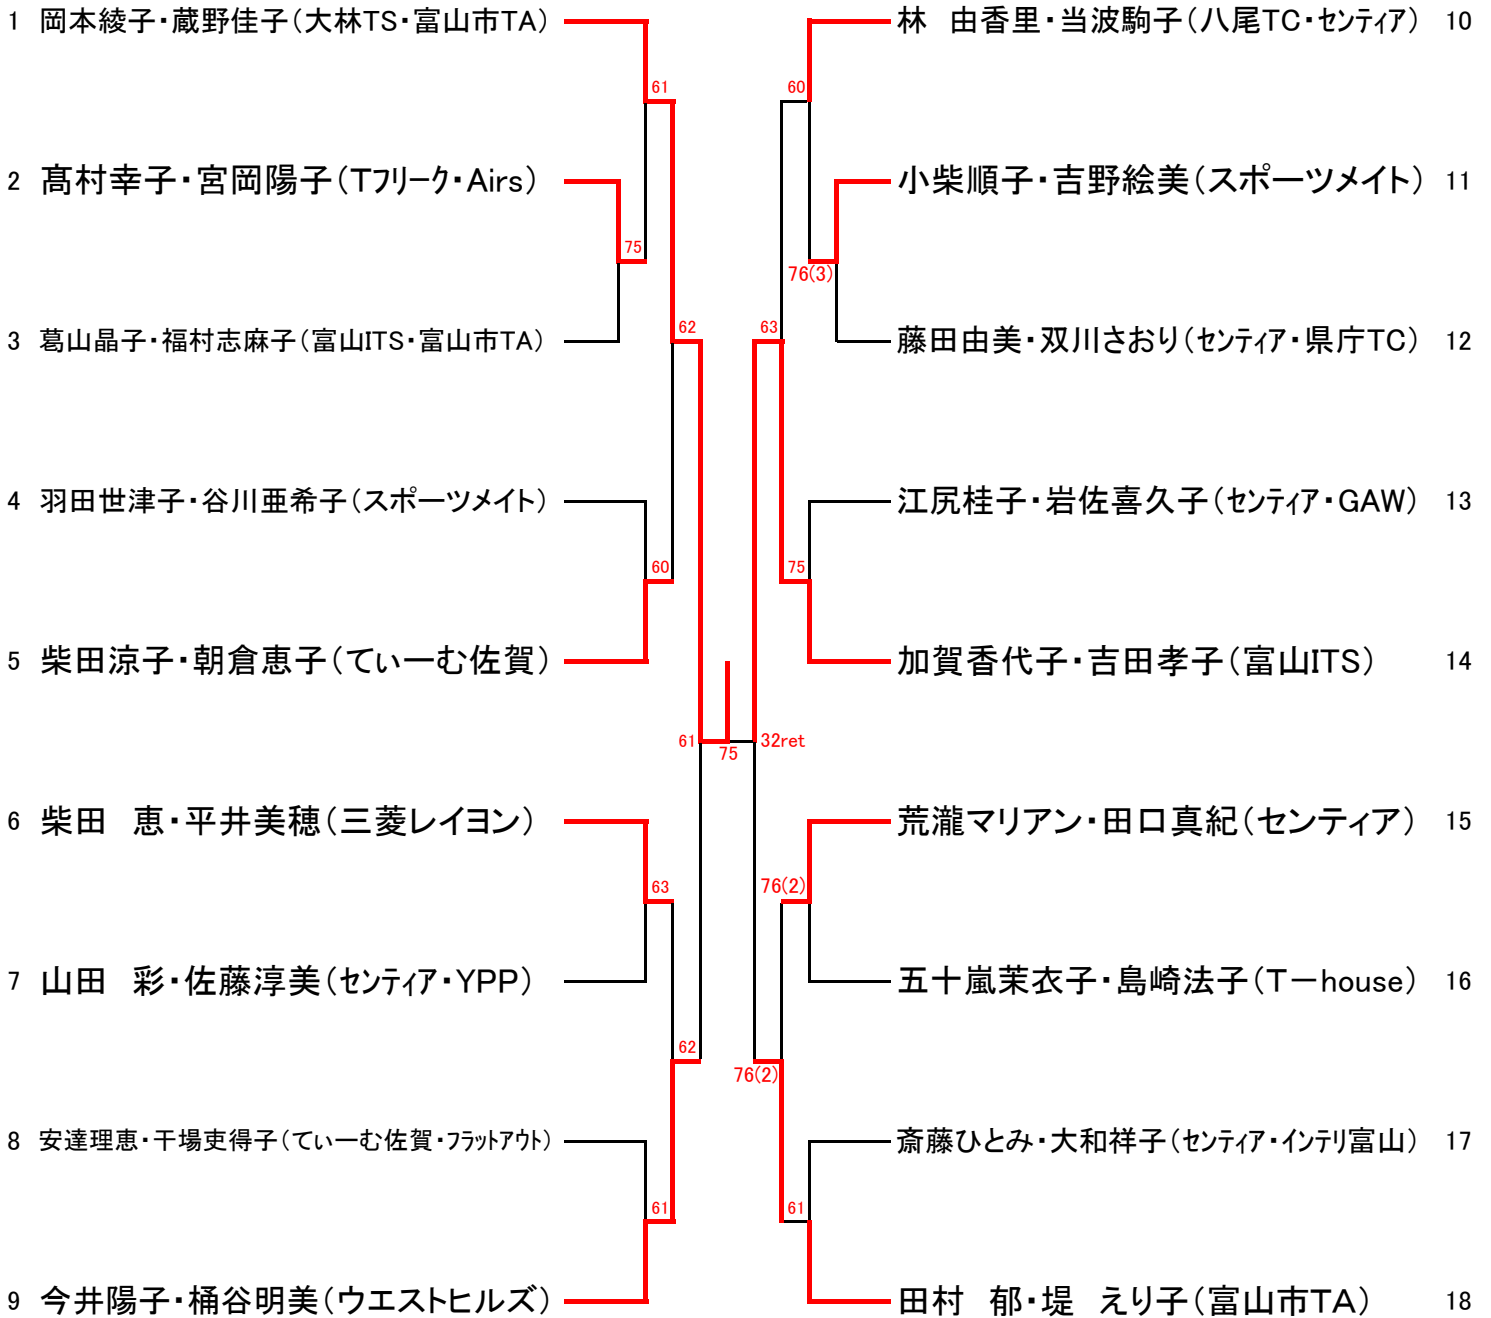 1 岡本綾子・蔵野佳子（大林TS・富山市TA）
61
2 髙村幸子・宮岡陽子（Tフリーク・Airs）
75
3 葛山晶子・福村志麻子（富山ITS・富山市TA）
62
4 羽田世津子・谷川亜希子（スポーツメイト）
60
5 柴田涼子・朝倉恵子（てぃーむ佐賀）
61
75
6 柴田　恵・平井美穂（三菱レイヨン）
63
7 山田　彩・佐藤淳美（センティア・YPP）
62
8 安達理恵・干場吏得子（てぃーむ佐賀・フラットアウト）
61
9 今井陽子・桶谷明美（ウエストヒルズ）
林　由香里・当波駒子（八尾TC・センティア） 10
60
小柴順子・吉野絵美（スポーツメイト） 11
76(3)
藤田由美・双川さおり（センティア・県庁TC） 12
63
江尻桂子・岩佐喜久子（センティア・GAW） 13
75
加賀香代子・吉田孝子（富山ITS） 14
32ret
荒瀧マリアン・田口真紀（センティア） 15
76(2)
五十嵐茉衣子・島崎法子（T－house） 16
76(2)
斎藤ひとみ・大和祥子（センティア・インテリ富山） 17
61
田村　郁・堤　えり子（富山市TA） 18